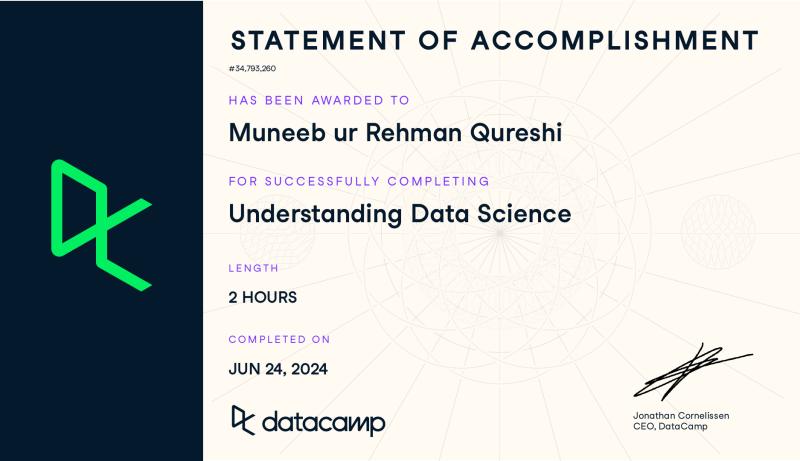 STATEMENT OF ACCOMPLISHMENT
#34,793,260
HAS BEEN AWARDED TO
Muneeb ur Rehman Qureshi
FOR SUCCESSFULLY COMPLETING
Understanding Data Science
LENGTH
2 HOURS
COMPLETED ON
JUN 24, 2024
datacamp
Jonathan Cornelissen
CEO, DataCamp